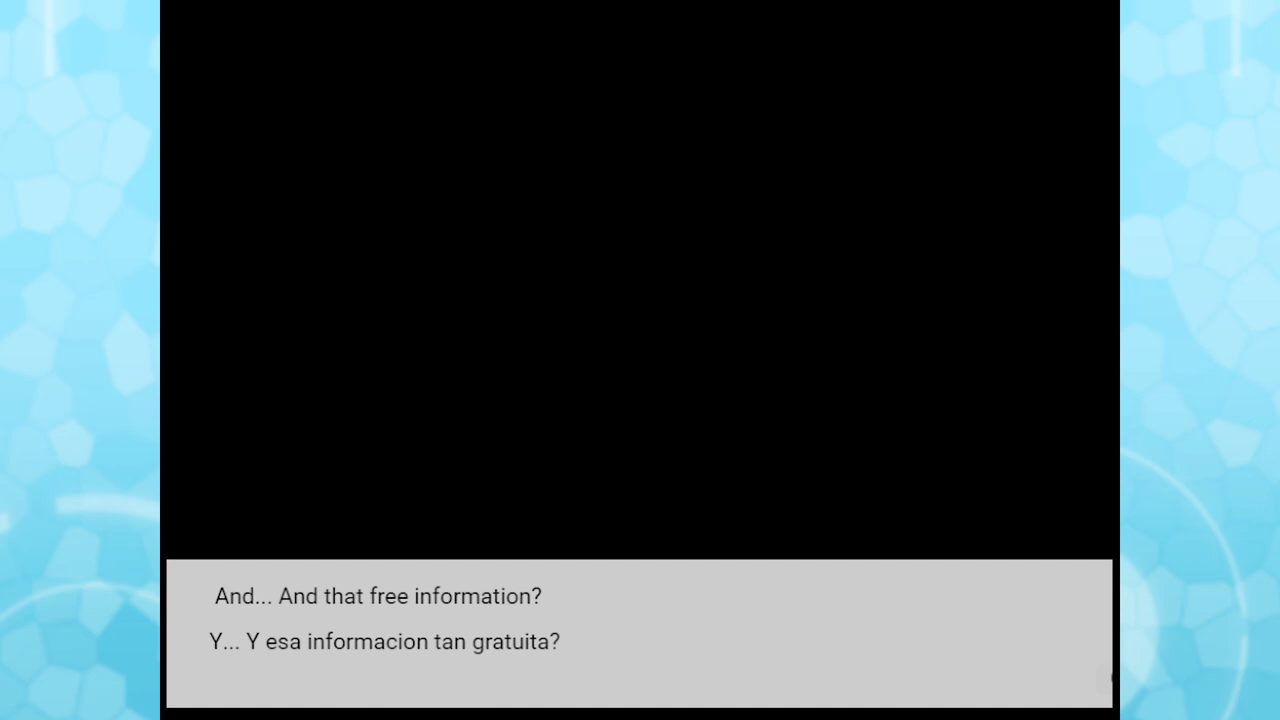 And... And that free information?
Y... Y esa informacion tan gratuita?